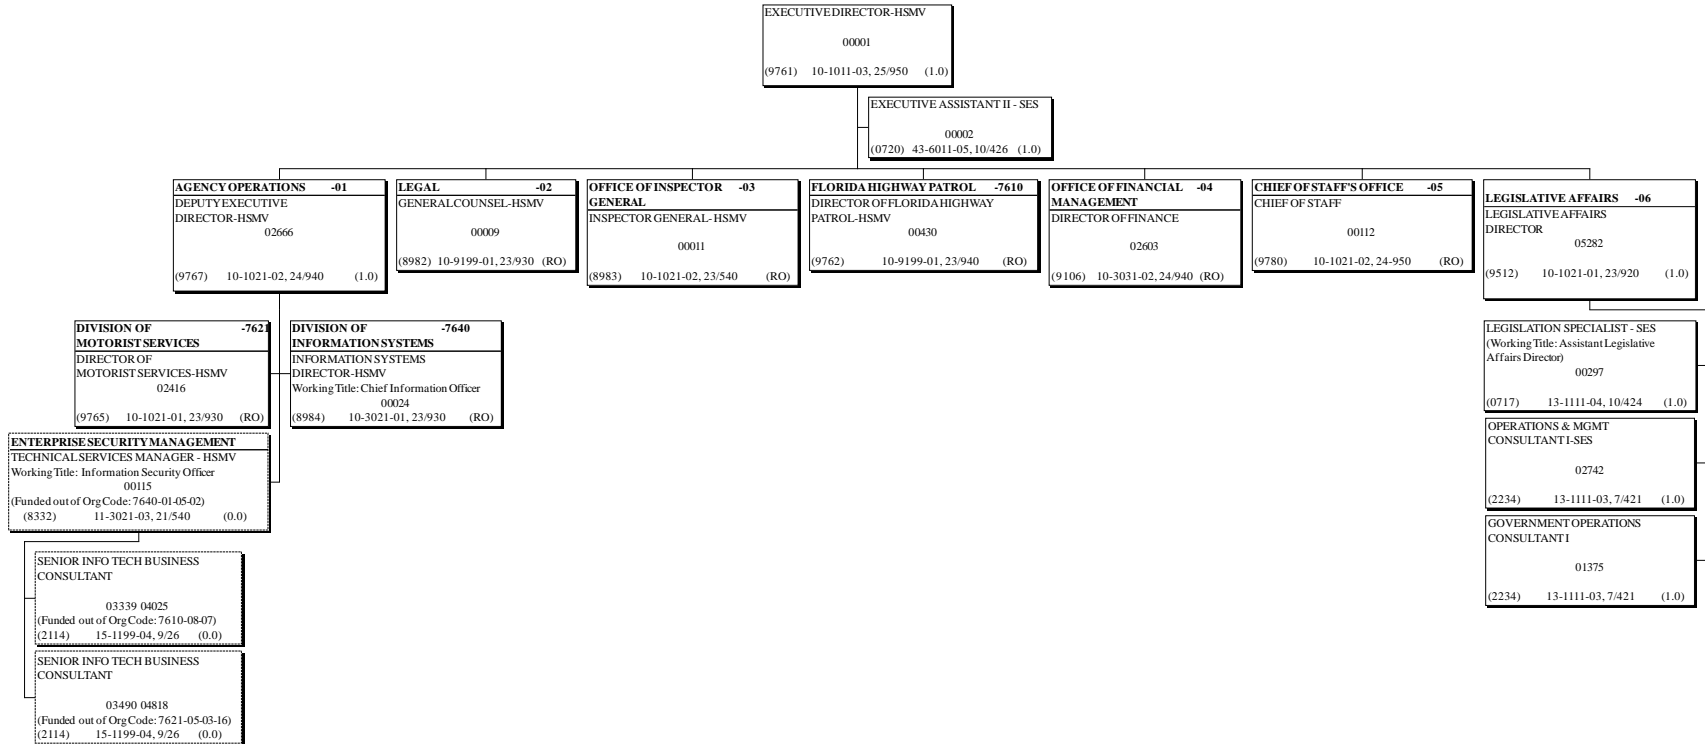 EXECUTIVE DIRECTOR-HSMV
00001
(9761) 10-1011-03, 25/950 (1.0)
EXECUTIVE ASSISTANT II - SES
00002
(0720) 43-6011-05, 10/426 (1.0)
AGENCY OPERATIONS -01
DEPUTY EXECUTIVE
DIRECTOR-HSMV
02666
(9767) 10-1021-02, 24/940 (1.0)
LEGAL -02
GENERAL COUNSEL-HSMV
00009
(8982) 10-9199-01, 23/930 (RO)
OFFICE OF INSPECTOR -03
GENERAL
INSPECTOR GENERAL- HSMV
00011
(8983) 10-1021-02, 23/540 (RO)
FLORIDA HIGHWAY PATROL -7610
DIRECTOR OF FLORIDA HIGHWAY
PATROL-HSMV
00430
(9762) 10-9199-01, 23/940 (RO)
OFFICE OF FINANCIAL -04
MANAGEMENT
DIRECTOR OF FINANCE
02603
(9106) 10-3031-02, 24/940 (RO)
CHIEF OF STAFF'S OFFICE -05
CHIEF OF STAFF
00112
(9780) 10-1021-02, 24-950 (RO)
LEGISLATIVE AFFAIRS -06
LEGISLATIVE AFFAIRS
DIRECTOR
05282
(9512) 10-1021-01, 23/920 (1.0)
DIVISION OF -7621
MOTORIST SERVICES
DIRECTOR OF
MOTORIST SERVICES-HSMV
02416
(9765) 10-1021-01, 23/930 (RO)
DIVISION OF -7640
INFORMATION SYSTEMS
INFORMATION SYSTEMS
DIRECTOR-HSMV
Working Title: Chief Information Officer
00024
(8984) 10-3021-01, 23/930 (RO)
LEGISLATION SPECIALIST - SES
(Working Title: Assistant Legislative
Affairs Director)
00297
(0717) 13-1111-04, 10/424 (1.0)
ENTERPRISE SECURITY MANAGEMENT
TECHNICAL SERVICES MANAGER - HSMV
Working Title: Information Security Officer
00115
(Funded out of Org Code: 7640-01-05-02)
(8332) 11-3021-03, 21/540 (0.0)
OPERATIONS & MGMT
CONSULTANT I-SES
02742
(2234) 13-1111-03, 7/421 (1.0)
GOVERNMENT OPERATIONS
CONSULTANT I
01375
(2234) 13-1111-03, 7/421 (1.0)
SENIOR INFO TECH BUSINESS
CONSULTANT
03339 04025
(Funded out of Org Code: 7610-08-07)
(2114) 15-1199-04, 9/26 (0.0)
SENIOR INFO TECH BUSINESS
CONSULTANT
03490 04818
(Funded out of Org Code: 7621-05-03-16)
(2114) 15-1199-04, 9/26 (0.0)